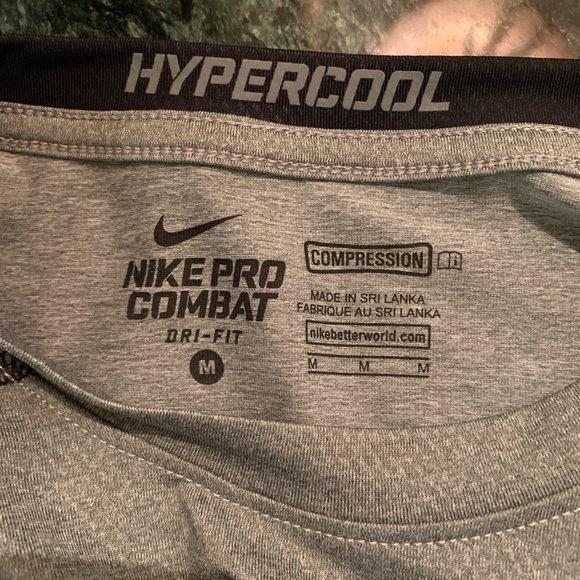 HYPERCOOL
NIKE PRO
COMBAT
DRI-FIT
M
COMPRESSION
MADE IN SRI LANKA
FABRIQUE AU SRI LANKA
nikebetterworld.com
M M M